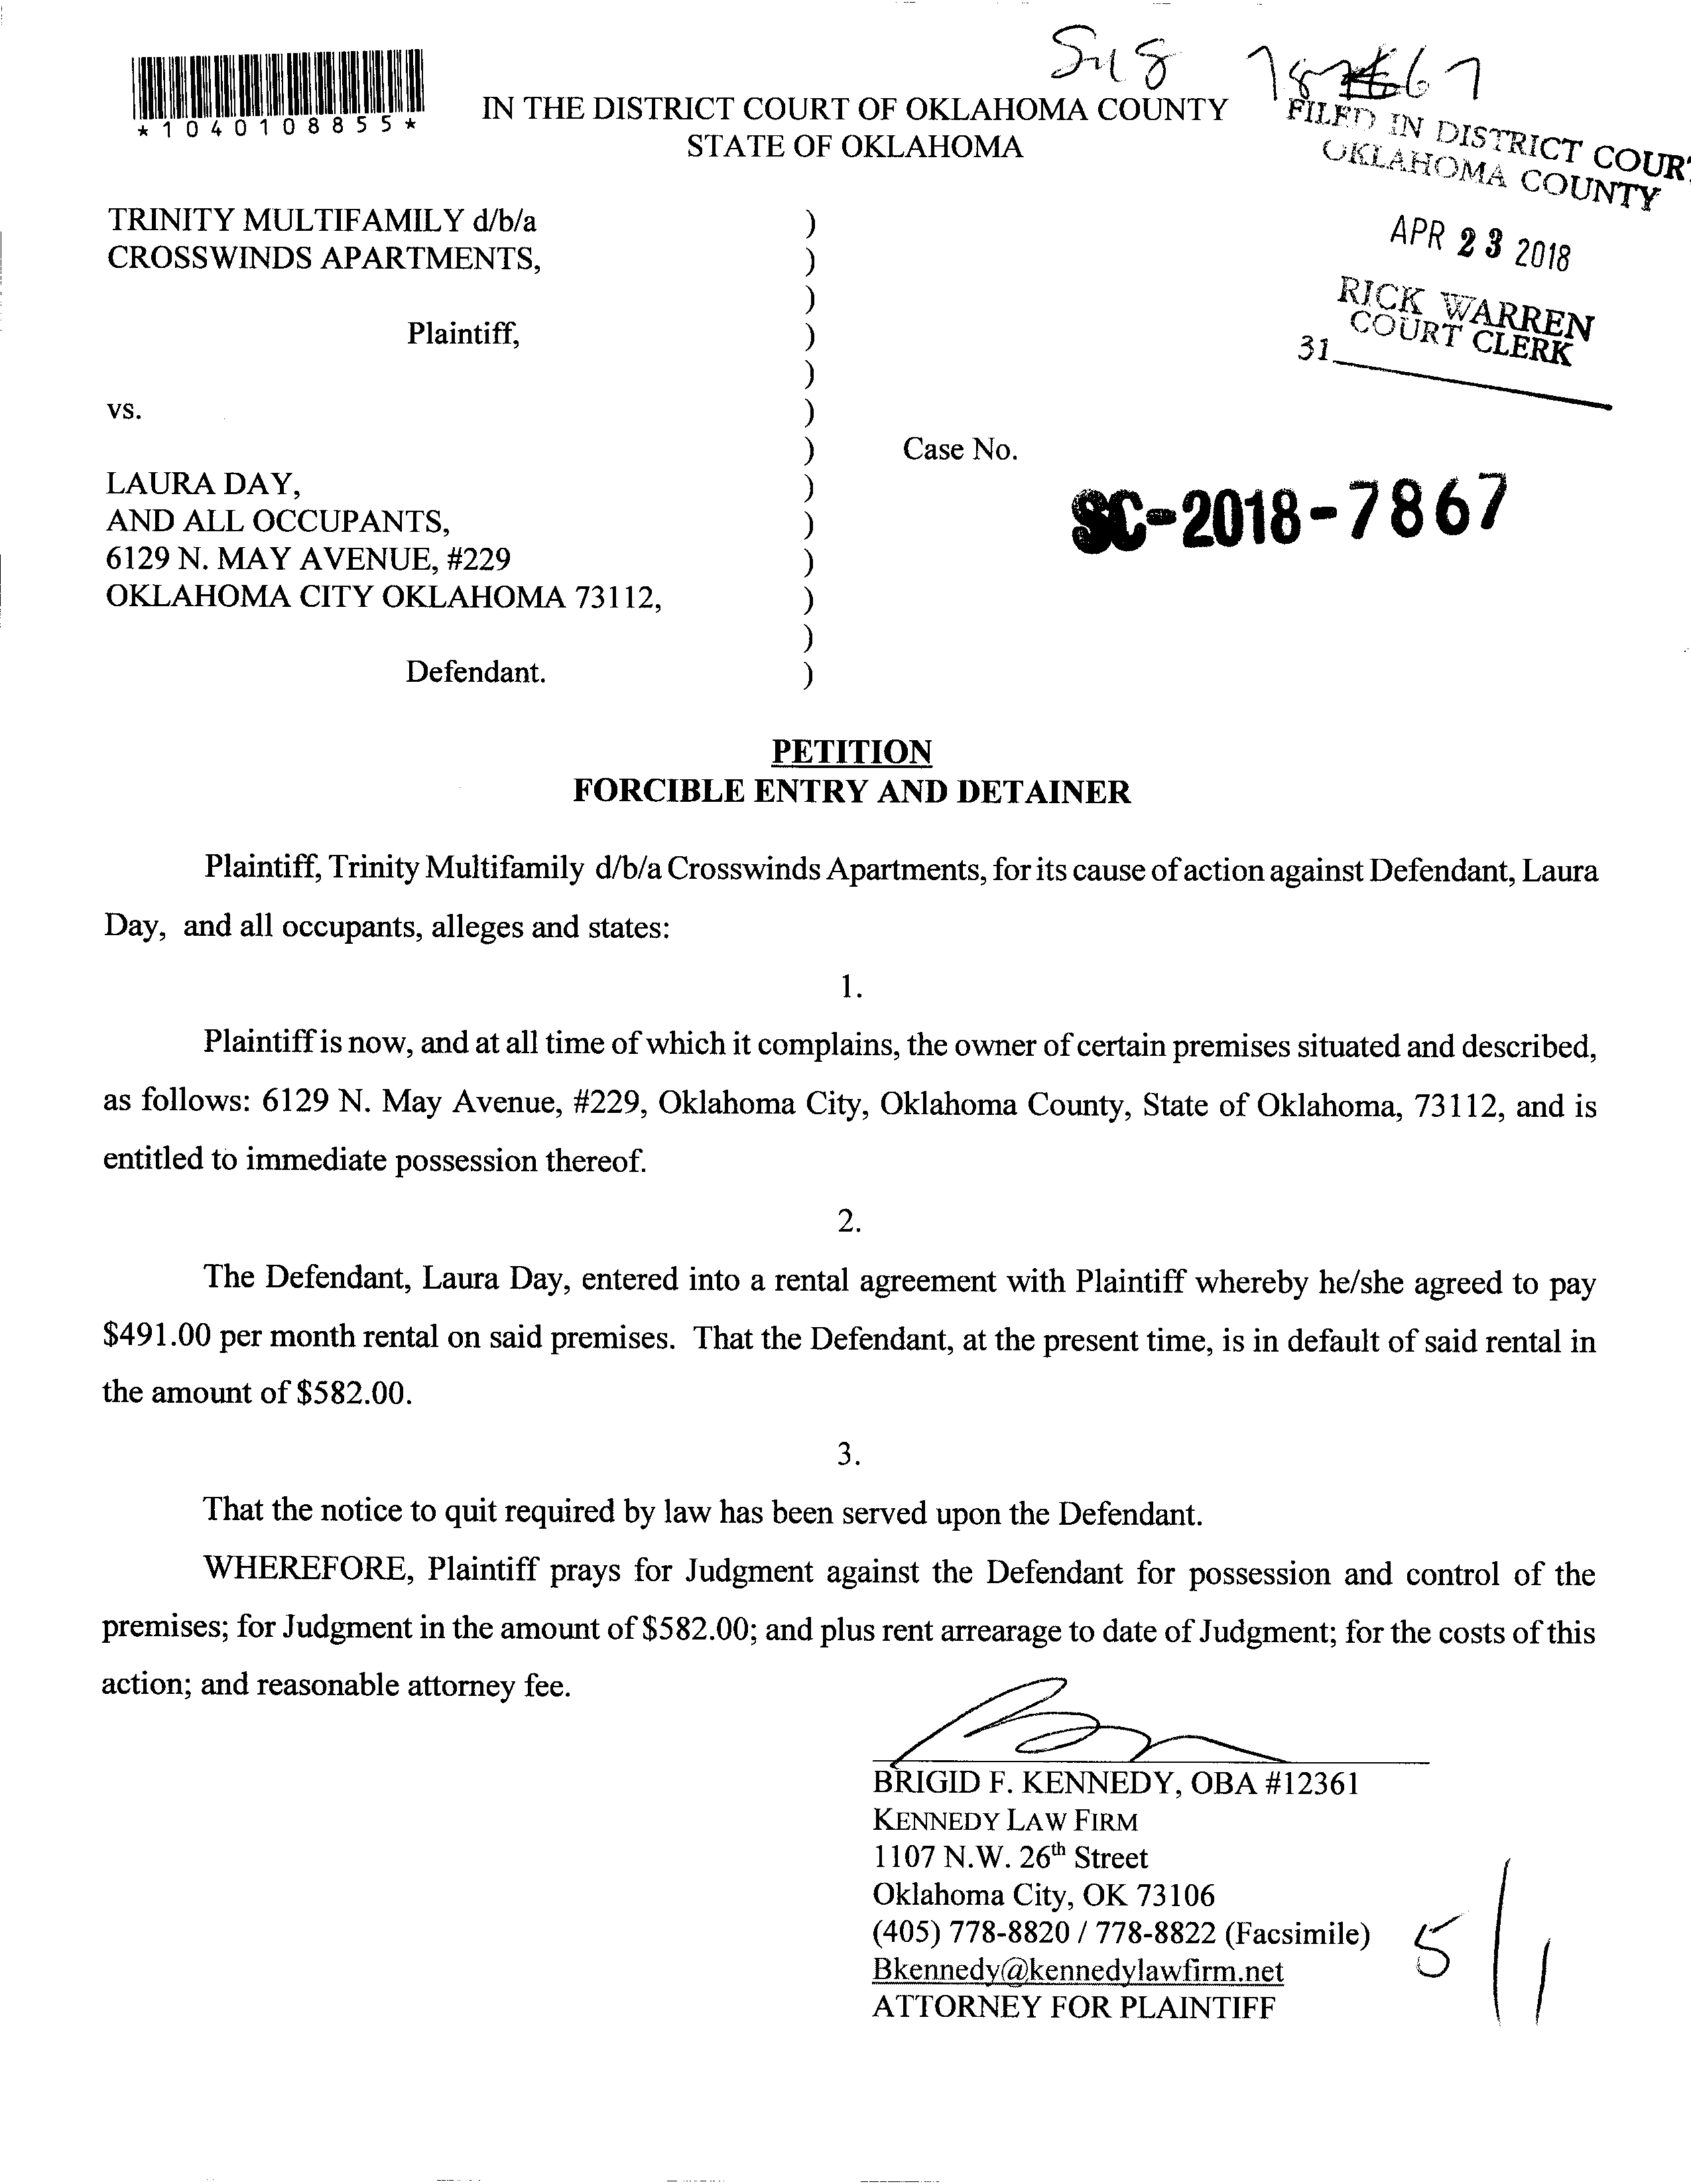 *1040108855*
7867
IN THE DISTRICT COURT OF OKLAHOMA COUNTY
STATE OF OKLAHOMA
FILED IN DISTRICT COUR
OKLAHOMA COUNTY
APR 23 2018
RICK WARREN
COURT CLERK
31
TRINITY MULTIFAMILY d/b/a )
CROSSWINDS APARTMENTS, )
)
Plaintiff, )
)
vs. )
) Case No.
LAURA DAY, )
SC-2018-7867
AND ALL OCCUPANTS, )
6129 N. MAY AVENUE, #229 )
OKLAHOMA CITY OKLAHOMA 73112, )
)
Defendant. )
PETITION
FORCIBLE ENTRY AND DETAINER
Plaintiff, Trinity Multifamily d/b/a Crosswinds Apartments, for its cause of action against Defendant, Laura
Day, and all occupants, alleges and states:
1.
Plaintiff is now, and at all time of which it complains, the owner of certain premises situated and described,
as follows: 6129 N. May Avenue, #229, Oklahoma City, Oklahoma County, State of Oklahoma, 73112, and is
entitled to immediate possession thereof.
2.
The Defendant, Laura Day, entered into a rental agreement with Plaintiff whereby he/she agreed to pay
$491.00 per month rental on said premises. That the Defendant, at the present time, is in default of said rental in
the amount of $582.00.
3.
That the notice to quit required by law has been served upon the Defendant.
WHEREFORE, Plaintiff prays for Judgment against the Defendant for possession and control of the
premises; for Judgment in the amount of $582.00; and plus rent arrearage to date of Judgment; for the costs of this
action; and reasonable attorney fee.
BRIGID F. KENNEDY, OBA #12361
KENNEDY LAW FIRM
1107 N.W. 26th Street
Oklahoma City, OK 73106
(405) 778-8820 / 778-8822 (Facsimile)
Bkennedy@kennedylawfirm.net
ATTORNEY FOR PLAINTIFF
5/1